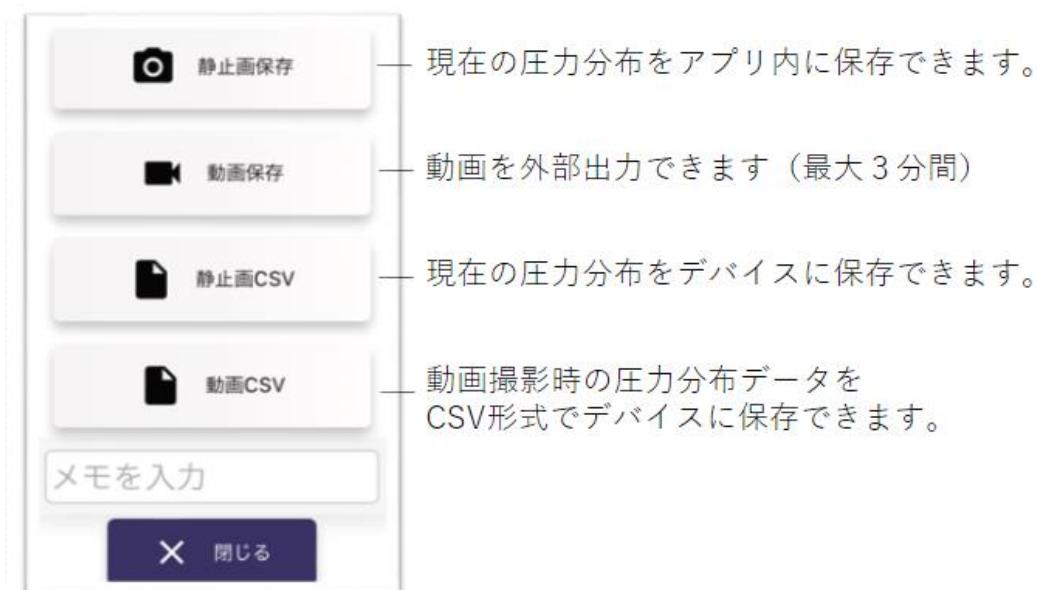 静止画保存
現在の圧力分布をアプリ内に保存できます。
動画保存
動画を外部出力できます（最大３分間）
静止画CSV
現在の圧力分布をデバイスに保存できます。
動画CSV
動画撮影時の圧力分布データを
CSV形式でデバイスに保存できます。
メモを入力
閉じる